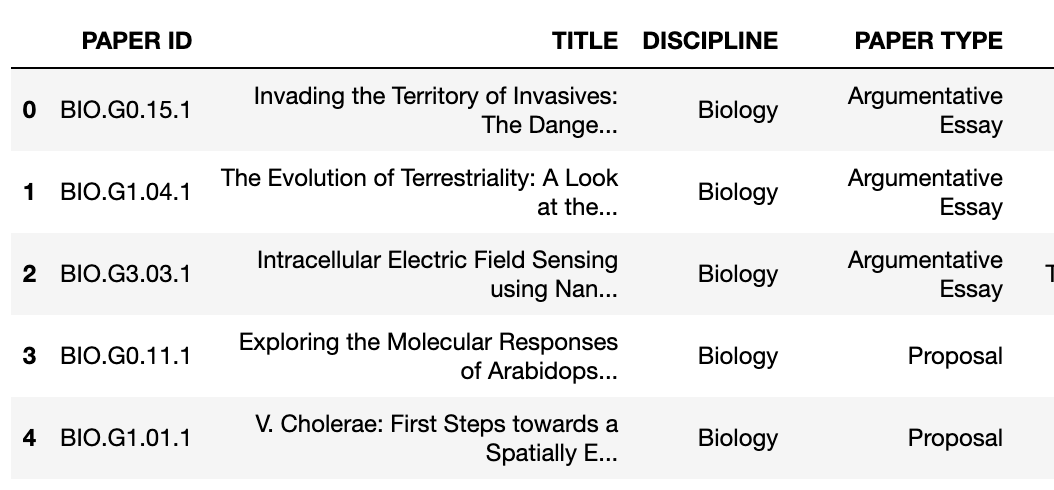 PAPER ID TITLE DISCIPLINE PAPER TYPE
0 BIO.G0.15.1 Invading the Territory of Invasives: The Dange... Biology Argumentative Essay
1 BIO.G1.04.1 The Evolution of Terrestriality: A Look at the... Biology Argumentative Essay
2 BIO.G3.03.1 Intracellular Electric Field Sensing using Nan... Biology Argumentative Essay T
3 BIO.G0.11.1 Exploring the Molecular Responses of Arabidops... Biology Proposal
4 BIO.G1.01.1 V. Cholerae: First Steps towards a Spatially E... Biology Proposal